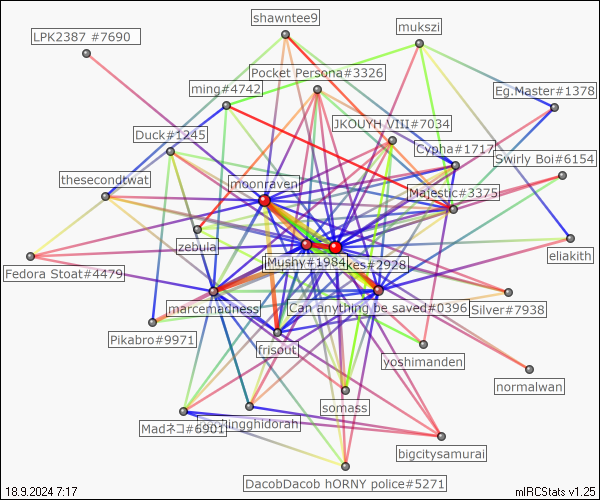 shawntee9
mukszi
LPK2387 #7690
Pocket Persona#3326
ming#4742
Eg.Master#1378
JKOUYH VIII#7034
Duck#1245
Cypha#1717
Swirly Boi#6154
thesecondtwat
moonraven
Majestic#3375
zebula
eliakith
Mushy#1984
kes#2928
Fedora Stoat#4479
marcemadness
Can anything be saved#0396
Silver#7938
Pikabro#9971
frisout
yoshimanden
normalwan
somass
Madネコ#6901
ghidorah
bigcitysamurai
DacobDacob hORNY police#5271
18.9.2024 7:17
mIRCStats v1.25